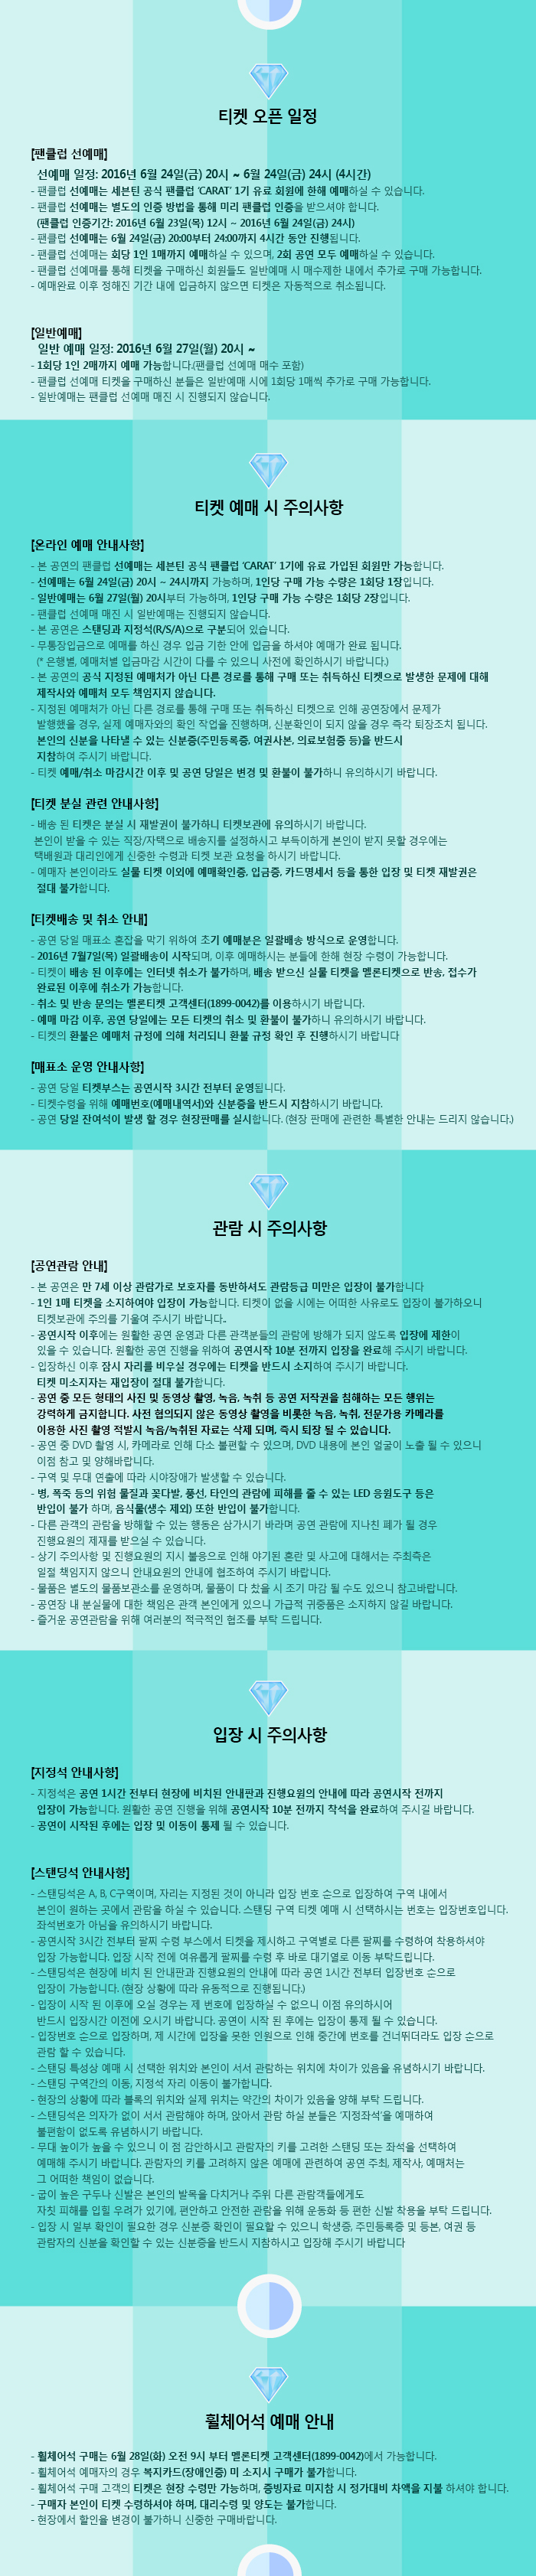 티켓 오픈 일정
[팬클럽 선예매]
선예매 일정: 2016년 6월 24일(금) 20시 ~ 6월 24일(금) 24시 (4시간)
- 팬클럽 선예매는 세븐틴 공식 팬클럽 ‘CARAT’ 1기 유료 회원에 한해 예매하실 수 있습니다.
- 팬클럽 선예매는 별도의 인증 방법을 통해 미리 팬클럽 인증을 받으셔야 합니다.
(팬클럽 인증기간: 2016년 6월 23일(목) 12시 ~ 2016년 6월 24일(금) 24시)
- 팬클럽 선예매는 6월 24일(금) 20:00부터 24:00까지 4시간 동안 진행됩니다.
- 팬클럽 선예매는 회당 1인 1매까지 예매하실 수 있으며, 2회 공연 모두 예매하실 수 있습니다.
- 팬클럽 선예매를 통해 티켓을 구매하신 회원들도 일반예매 시 매수제한 내에서 추가로 구매 가능합니다.
- 예매완료 이후 정해진 기간 내에 입금하지 않으면 티켓은 자동적으로 취소됩니다.
[일반예매]
일반 예매 일정: 2016년 6월 27일(월) 20시 ~
- 1회당 1인 2매까지 예매 가능합니다.(팬클럽 선예매 매수 포함)
- 팬클럽 선예매 티켓을 구매하신 분들은 일반예매 시에 1회당 1매씩 추가로 구매 가능합니다.
- 일반예매는 팬클럽 선예매 매진 시 진행되지 않습니다.
티켓 예매 시 주의사항
[온라인 예매 안내사항]
- 본 공연의 팬클럽 선예매는 세븐틴 공식 팬클럽 ‘CARAT’ 1기에 유료 가입된 회원만 가능합니다.
- 선예매는 6월 24일(금) 20시 ~ 24시까지 가능하며, 1인당 구매 가능 수량은 1회당 1장입니다.
- 일반예매는 6월 27일(월) 20시부터 가능하며, 1인당 구매 가능 수량은 1회당 2장입니다.
- 팬클럽 선예매 매진 시 일반예매는 진행되지 않습니다.
- 본 공연은 스탠딩과 지정석(R/S/A)으로 구분되어 있습니다.
- 무통장입금으로 예매를 하신 경우 입금 기한 안에 입금을 하셔야 예매가 완료 됩니다.
(* 은행별, 예매처별 입금마감 시간이 다를 수 있으니 사전에 확인하시기 바랍니다.)
- 본 공연의 공식 지정된 예매처가 아닌 다른 경로를 통해 구매 또는 취득하신 티켓으로 발생한 문제에 대해
제작사와 예매처 모두 책임지지 않습니다.
- 지정된 예매처가 아닌 다른 경로를 통해 구매 또는 취득하신 티켓으로 인해 공연장에서 문제가
발행했을 경우, 실제 예매자와의 확인 작업을 진행하며, 신분확인이 되지 않을 경우 즉각 퇴장조치 됩니다.
본인의 신분을 나타낼 수 있는 신분증(주민등록증, 여권사본, 의료보험증 등)을 반드시
지참하여 주시기 바랍니다.
- 티켓 예매/취소 마감시간 이후 및 공연 당일은 변경 및 환불이 불가하니 유의하시기 바랍니다.
[티켓 분실 관련 안내사항]
- 배송 된 티켓은 분실 시 재발권이 불가하니 티켓보관에 유의하시기 바랍니다.
본인이 받을 수 있는 직장/자택으로 배송지를 설정하시고 부득이하게 본인이 받지 못할 경우에는
택배원과 대리인에게 신중한 수령과 티켓 보관 요청을 하시기 바랍니다.
- 예매자 본인이라도 실물 티켓 이외에 예매확인증, 입금증, 카드명세서 등을 통한 입장 및 티켓 재발권은
절대 불가합니다.
[티켓배송 및 취소 안내]
- 공연 당일 매표소 혼잡을 막기 위하여 조기 예매분은 일괄배송 방식으로 운영합니다.
- 2016년 7월7일(목) 일괄배송이 시작되며, 이후 예매하시는 분들에 한해 현장 수령이 가능합니다.
- 티켓이 배송 된 이후에는 인터넷 취소가 불가하며, 배송 받으신 실물 티켓을 멜론티켓으로 반송, 접수가
완료된 이후에 취소가 가능합니다.
- 취소 및 반송 문의는 멜론티켓 고객센터(1899-0042)를 이용하시기 바랍니다.
- 예매 마감 이후, 공연 당일에는 모든 티켓의 취소 및 환불이 불가하니 유의하시기 바랍니다.
- 티켓의 환불은 예매처 규정에 의해 처리되니 환불 규정 확인 후 진행하시기 바랍니다
[매표소 운영 안내사항]
- 공연 당일 티켓부스는 공연시작 3시간 전부터 운영됩니다.
- 티켓수령을 위해 예매번호(예매내역서)와 신분증을 반드시 지참하시기 바랍니다.
- 공연 당일 잔여석이 발생 할 경우 현장판매를 실시합니다. (현장 판매에 관련한 특별한 안내는 드리지 않습니다.)
관람 시 주의사항
[공연관람 안내]
- 본 공연은 만 7세 이상 관람가로 보호자를 동반하셔도 관람등급 미만은 입장이 불가합니다
- 1인 1매 티켓을 소지하여야 입장이 가능합니다. 티켓이 없을 시에는 어떠한 사유로도 입장이 불가하오니
티켓보관에 주의를 기울여 주시기 바랍니다..
- 공연시작 이후에는 원활한 공연 운영과 다른 관객분들의 관람에 방해가 되지 않도록 입장에 제한이
있을 수 있습니다. 원활한 공연 진행을 위하여 공연시작 10분 전까지 입장을 완료해 주시기 바랍니다.
- 입장하신 이후 잠시 자리를 비우실 경우에는 티켓을 반드시 소지하여 주시기 바랍니다.
티켓 미소지자는 재입장이 절대 불가합니다.
- 공연 중 모든 형태의 사진 및 동영상 촬영, 녹음, 녹취 등 공연 저작권을 침해하는 모든 행위는
강력하게 금지합니다. 사전 협의되지 않은 동영상 촬영을 비롯한 녹음, 녹취, 전문가용 카메라를
이용한 사진 촬영 적발시 녹음/녹취된 자료는 삭제 되며, 즉시 퇴장 될 수 있습니다.
- 공연 중 DVD 촬영 시, 카메라로 인해 다소 불편할 수 있으며, DVD 내용에 본인 얼굴이 노출 될 수 있으니
이점 참고 및 양해바랍니다.
- 구역 및 무대 연출에 따라 시야장애가 발생할 수 있습니다.
- 병, 폭죽 등의 위험 물질과 꽃다발, 풍선, 타인의 관람에 피해를 줄 수 있는 LED 응원도구 등은
반입이 불가 하며, 음식물(생수 제외) 또한 반입이 불가합니다.
- 다른 관객의 관람을 방해할 수 있는 행동은 삼가시기 바라며 공연 관람에 지나친 폐가 될 경우
진행요원의 제재를 받으실 수 있습니다.
- 상기 주의사항 및 진행요원의 지시 불응으로 인해 야기된 혼란 및 사고에 대해서는 주최측은
일절 책임지지 않으니 안내요원의 안내에 협조하여 주시기 바랍니다.
- 물품은 별도의 물품보관소를 운영하며, 물품이 다 찼을 시 조기 마감 될 수도 있으니 참고바랍니다.
- 공연장 내 분실물에 대한 책임은 관객 본인에게 있으니 가급적 귀중품은 소지하지 않길 바랍니다.
- 즐거운 공연관람을 위해 여러분의 적극적인 협조를 부탁 드립니다.
입장 시 주의사항
[지정석 안내사항]
- 지정석은 공연 1시간 전부터 현장에 비치된 안내판과 진행요원의 안내에 따라 공연시작 전까지
입장이 가능합니다. 원활한 공연 진행을 위해 공연시작 10분 전까지 착석을 완료하여 주시길 바랍니다.
- 공연이 시작된 후에는 입장 및 이동이 통제 될 수 있습니다.
[스탠딩석 안내사항]
- 스탠딩석은 A, B, C구역이며, 자리는 지정된 것이 아니라 입장 번호 순으로 입장하여 구역 내에서
본인이 원하는 곳에서 관람을 하실 수 있습니다. 스탠딩 구역 티켓 예매 시 선택하시는 번호는 입장번호입니다.
좌석번호가 아님을 유의하시기 바랍니다.
- 공연시작 3시간 전부터 팔찌 수령 부스에서 티켓을 제시하고 구역별로 다른 팔찌를 수령하여 착용하셔야
입장 가능합니다. 입장 시작 전에 여유롭게 팔찌를 수령 후 바로 대기열로 이동 부탁드립니다.
- 스탠딩석은 현장에 비치 된 안내판과 진행요원의 안내에 따라 공연 1시간 전부터 입장번호 순으로
입장이 가능합니다. (현장 상황에 따라 유동적으로 진행됩니다.)
- 입장이 시작 된 이후에 오실 경우는 제 번호에 입장하실 수 없으니 이점 유의하시어
반드시 입장시간 이전에 오시기 바랍니다. 공연이 시작 된 후에는 입장이 통제 될 수 있습니다.
- 입장번호 순으로 입장하며, 제 시간에 입장을 못한 인원으로 인해 중간에 번호를 건너뛰더라도 입장 순으로
관람 할 수 있습니다.
- 스탠딩 특성상 예매 시 선택한 위치와 본인이 서서 관람하는 위치에 차이가 있음을 유념하시기 바랍니다.
- 스탠딩 구역간의 이동, 지정석 자리 이동이 불가합니다.
- 현장의 상황에 따라 블록의 위치와 실제 위치는 약간의 차이가 있음을 양해 부탁 드립니다.
- 스탠딩석은 의자가 없이 서서 관람해야 하며, 앉아서 관람 하실 분들은 ‘지정좌석’을 예매하여
불편함이 없도록 유념하시기 바랍니다.
- 무대 높이가 높을 수 있으니 이 점 감안하시고 관람자의 키를 고려한 스탠딩 또는 좌석을 선택하여
예매해 주시기 바랍니다. 관람자의 키를 고려하지 않은 예매에 관련하여 공연 주최, 제작사, 예매처는
그 어떠한 책임이 없습니다.
- 굽이 높은 구두나 신발은 본인의 발목을 다치거나 주위 다른 관람객들에게도
자칫 피해를 입힐 우려가 있기에, 편안하고 안전한 관람을 위해 운동화 등 편한 신발 착용을 부탁 드립니다.
- 입장 시 일부 확인이 필요한 경우 신분증 확인이 필요할 수 있으니 학생증, 주민등록증 및 등본, 여권 등
관람자의 신분을 확인할 수 있는 신분증을 반드시 지참하시고 입장해 주시기 바랍니다
휠체어석 예매 안내
- 휠체어석 구매는 6월 28일(화) 오전 9시 부터 멜론티켓 고객센터(1899-0042)에서 가능합니다.
- 휠체어석 예매자의 경우 복지카드(장애인증) 미 소지시 구매가 불가합니다.
- 휠체어석 구매 고객의 티켓은 현장 수령만 가능하며, 증빙자료 미지참 시 정가대비 차액을 지불 하셔야 합니다.
- 구매자 본인이 티켓 수령하셔야 하며, 대리수령 및 양도는 불가합니다.
- 현장에서 할인율 변경이 불가하니 신중한 구매바랍니다.